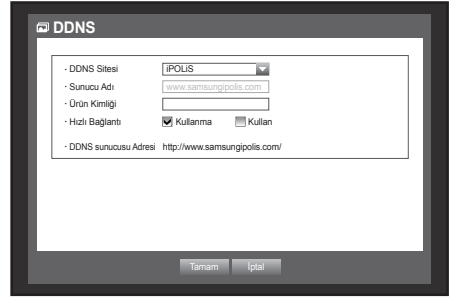 DDNS
· DDNS Sitesi iPOLiS
· Sunucu Adı www.samsungipolis.com
· Ürün Kimliği
· Hızlı Bağlantı Kullanma Kullan
· DDNS sunucusu Adresi http://www.samsungipolis.com/
Tamam İptal